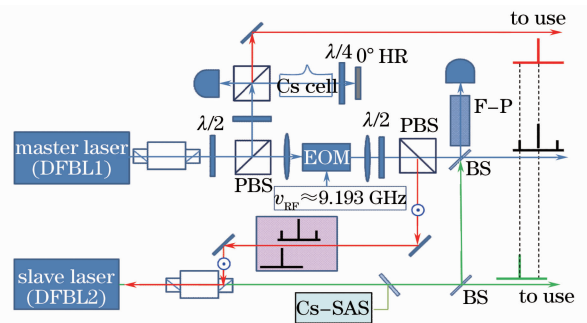 to use
λ/4
0° HR
Cs cell
F-P
λ/2
λ/2
PBS
master laser
(DFBL1)
EOM
PBS
BS
νRF≈9.193 GHz
slave laser
(DFBL2)
Cs-SAS
BS
to use